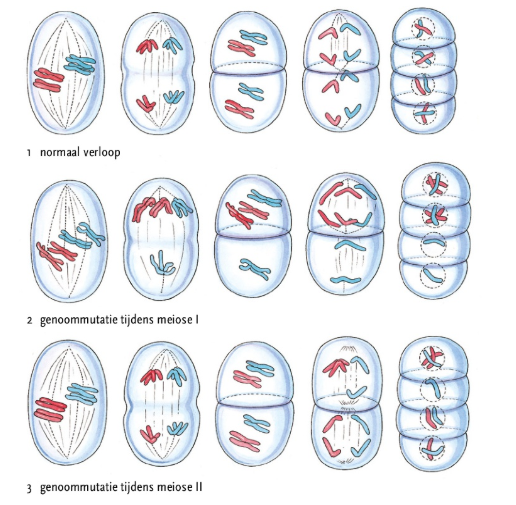 1 normaal verloop
2 genoommutatie tijdens meiose I
3 genoommutatie tijdens meiose II